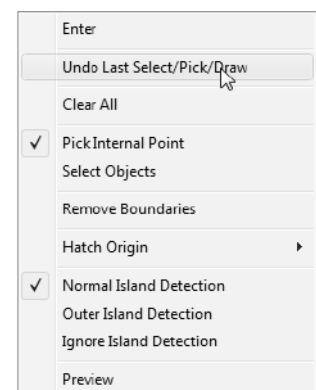 Enter
Undo Last Select/Pick/Draw
Clear All
Pick Internal Point
Select Objects
Remove Boundaries
Hatch Origin
Normal Island Detection
Outer Island Detection
Ignore Island Detection
Preview